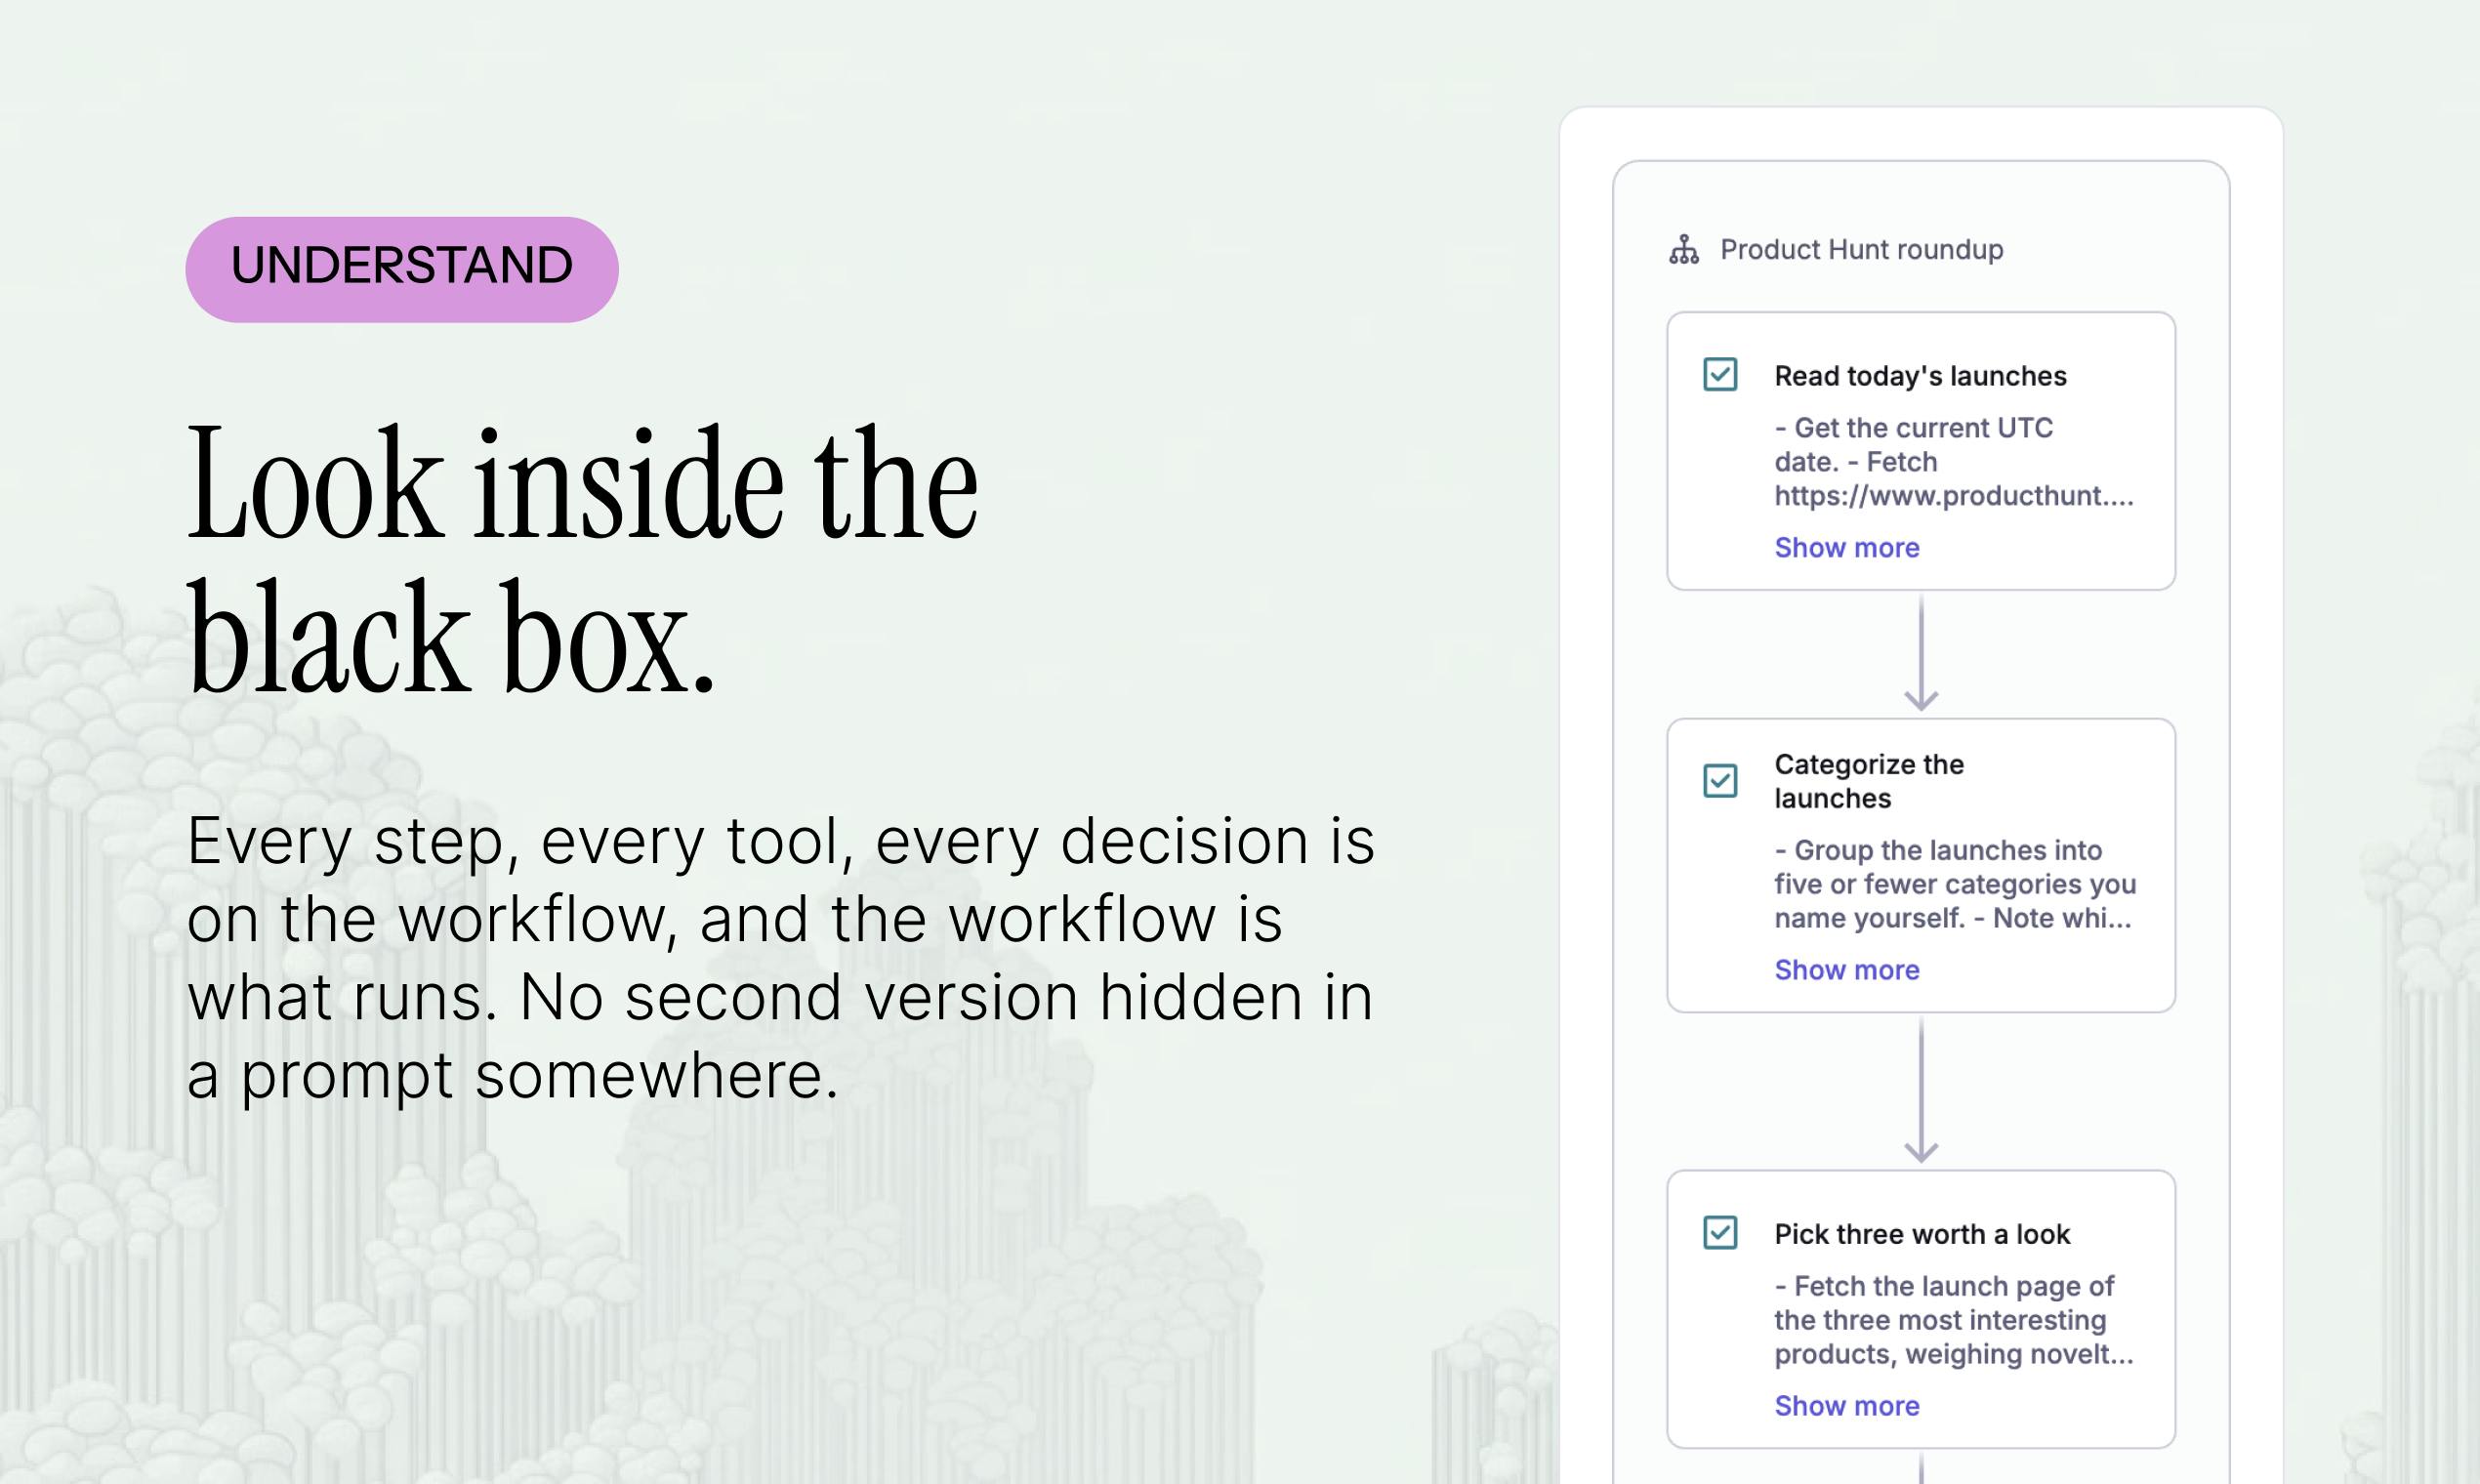 UNDERSTAND
Look inside the
black box.
Every step, every tool, every decision is
on the workflow, and the workflow is
what runs. No second version hidden in
a prompt somewhere.
Product Hunt roundup
Read today's launches
- Get the current UTC
date. - Fetch
https://www.producthunt....
Show more
Categorize the
launches
- Group the launches into
five or fewer categories you
name yourself. - Note whi...
Show more
Pick three worth a look
- Fetch the launch page of
the three most interesting
products, weighing novelt...
Show more